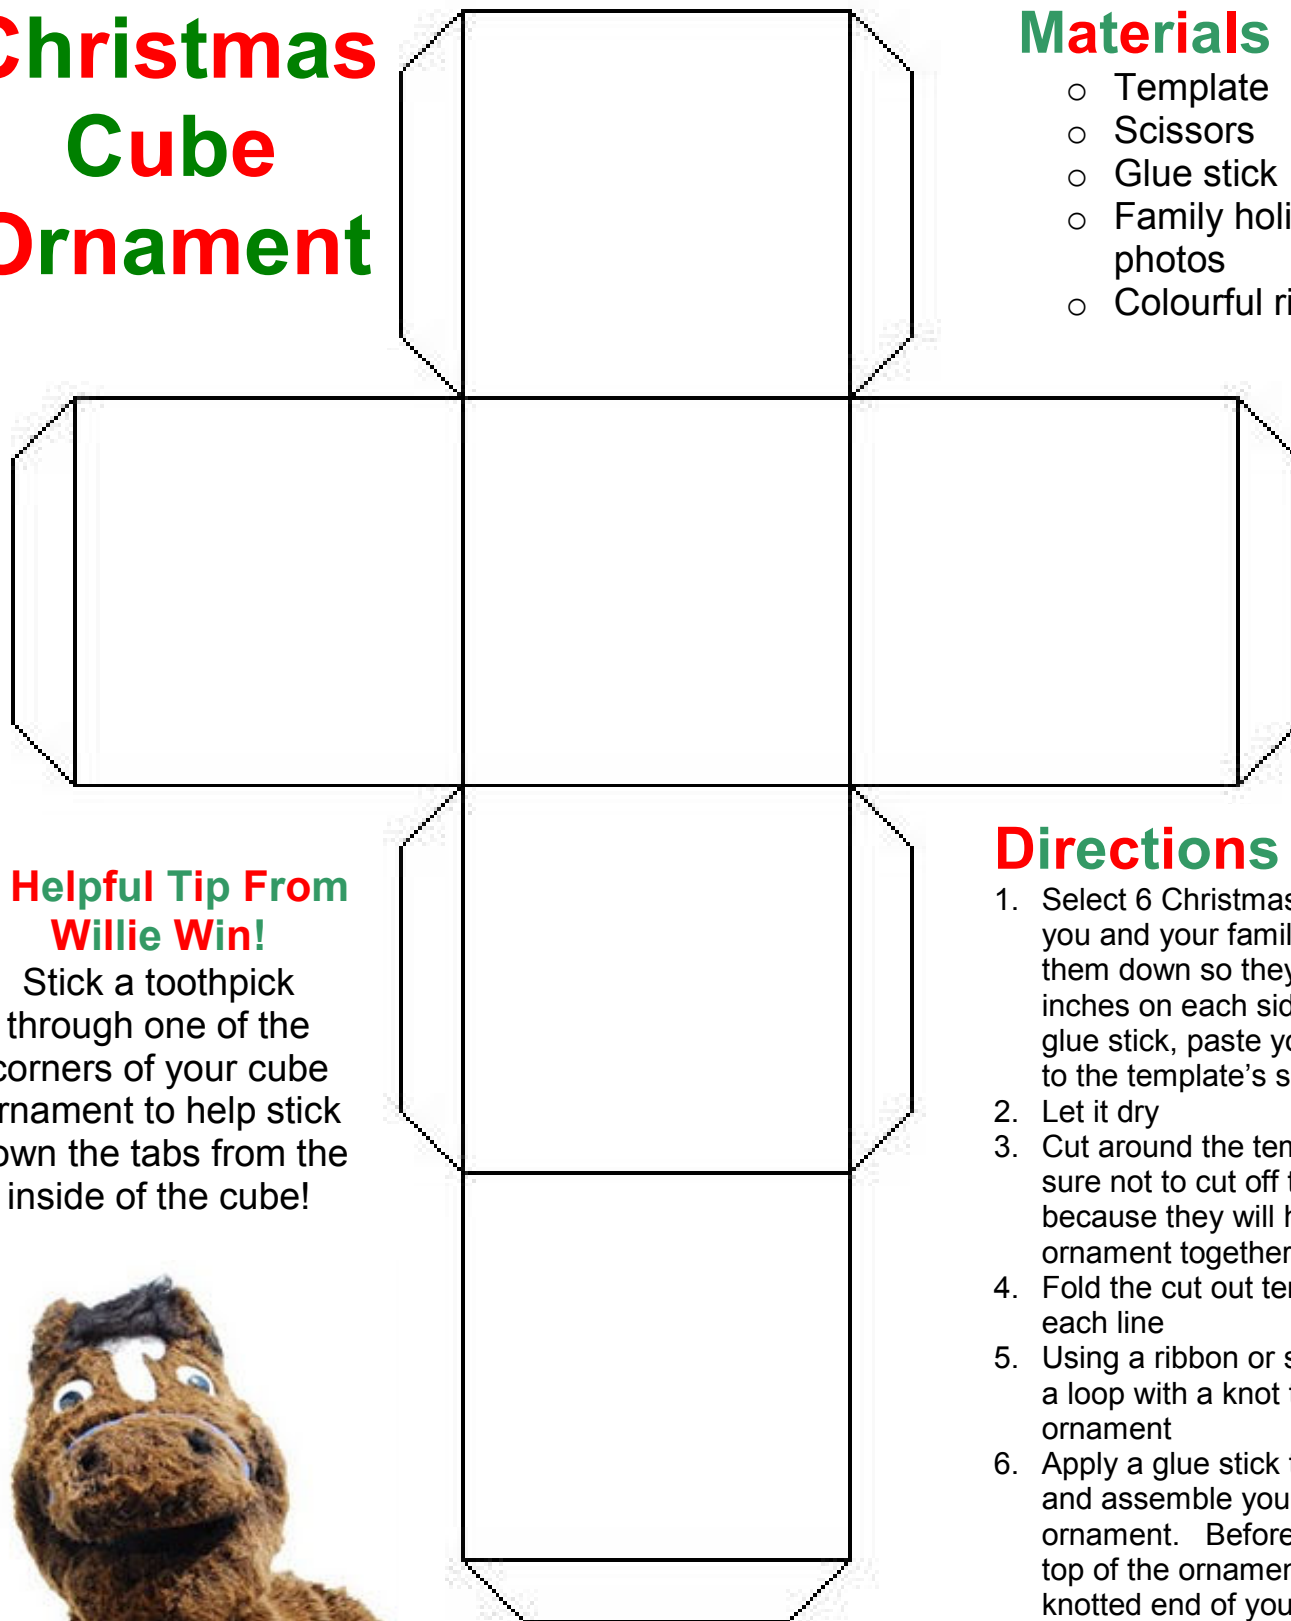 Christmas
Cube
Ornament
Materials
o Template
o Scissors
o Glue stick
o Family holi
photos
o Colourful ri
Helpful Tip From
Willie Win!
Stick a toothpick
through one of the
corners of your cube
rnament to help stick
own the tabs from the
inside of the cube!
Directions
1. Select 6 Christmas
you and your famil
them down so they
inches on each sid
glue stick, paste yo
to the template's s
2. Let it dry
3. Cut around the tem
sure not to cut off t
because they will h
ornament together
4. Fold the cut out ter
each line
5. Using a ribbon or s
a loop with a knot t
ornament
6. Apply a glue stick t
and assemble you
ornament. Before
top of the ornamen
knotted end of you